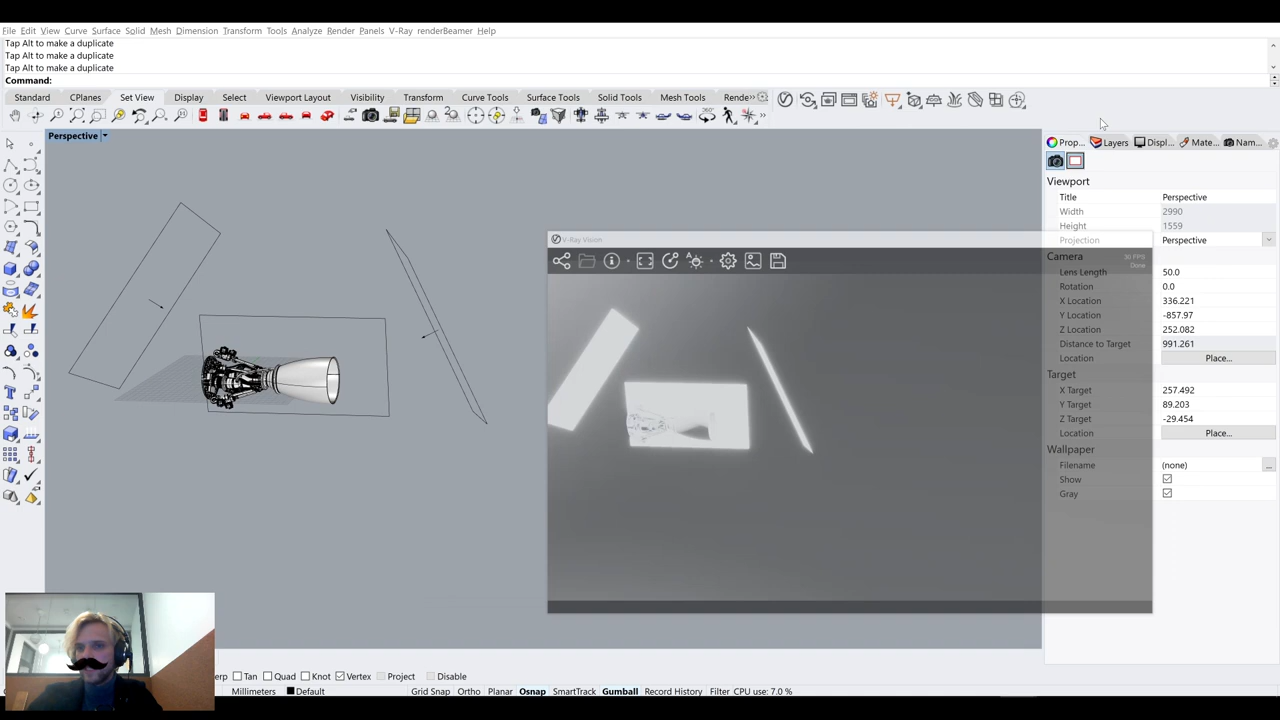 File Edit View Curve Surface Solid Mesh Dimension Transform Tools Analyze Render Panels V-Ray renderBeamer Help
Tap Alt to make a duplicate
Tap Alt to make a duplicate
Tap Alt to make a duplicate
Command:
Standard CPlanes Set View Display Select Viewport Layout Visibility Transform Curve Tools Surface Tools Solid Tools Mesh Tools Rende
Perspective
Prop... Layers Displ... Mate... Nam...
Viewport
Title Perspective
Width 2990
Height 1559
Projection Perspective
Camera
Lens Length 50.0
Rotation 0.0
X Location 336.221
Y Location -857.97
Z Location 252.082
Distance to Target 991.261
Location Place...
Target
X Target 257.492
Y Target 89.203
Z Target -29.454
Location Place...
Wallpaper
Filename (none) ...
Show
Gray
V-Ray Vision
30 FPS
Done
erp Tan Quad Knot Vertex Project Disable
Millimeters Default Grid Snap Ortho Planar Osnap SmartTrack Gumball Record History Filter CPU use: 7.0 %